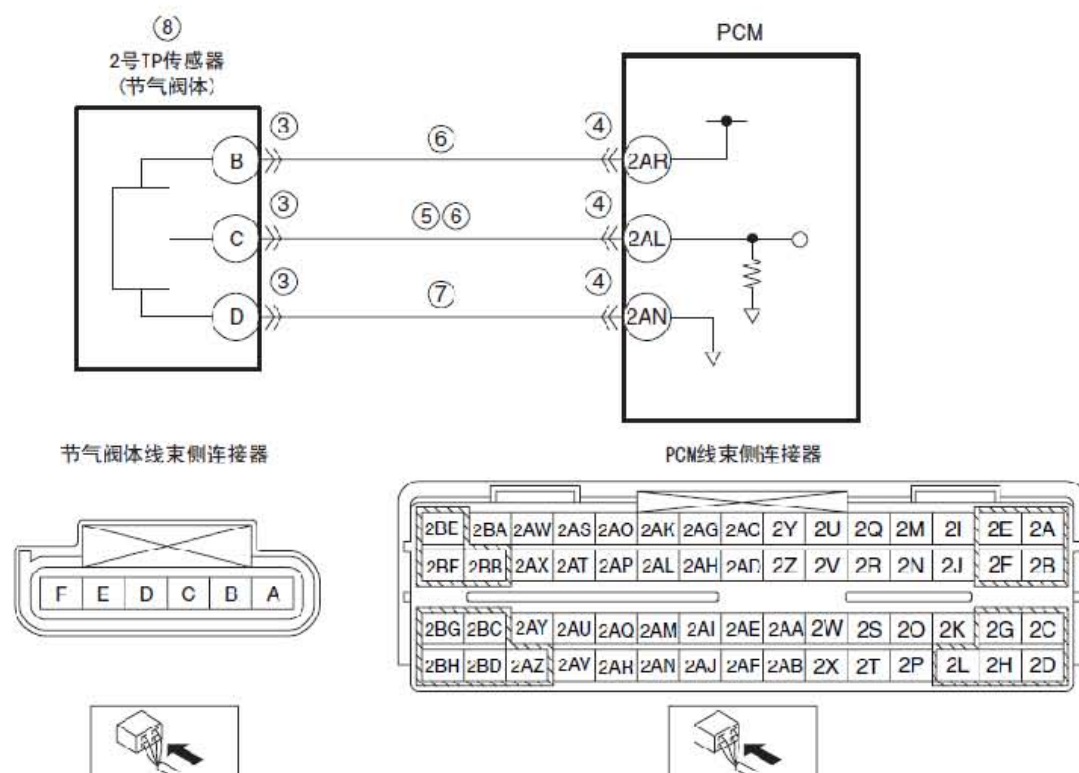 ⑧
2号TP传感器
(节气阀体)
PCM
B ③ ⑥ ④ 2AR
C ③ ⑤⑥ ④ 2AL
D ③ ⑦ ④ 2AN
节气阀体线束侧连接器
F E D C B A
PCM线束侧连接器
2BE 2BA 2AW 2AS 2AO 2AK 2AG 2AC 2Y 2U 2Q 2M 2I 2E 2A
2BF 2BB 2AX 2AT 2AP 2AL 2AH 2AD 2Z 2V 2R 2N 2J 2F 2B
2BG 2BC 2AY 2AU 2AQ 2AM 2AI 2AE 2AA 2W 2S 2O 2K 2G 2C
2BH 2BD 2AZ 2AV 2AR 2AN 2AJ 2AF 2AB 2X 2T 2P 2L 2H 2D